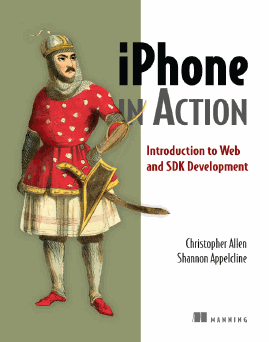 iPhone
IN ACTION
Introduction to Web
and SDK Development
Christopher Allen
Shannon Appelcline
MANNING